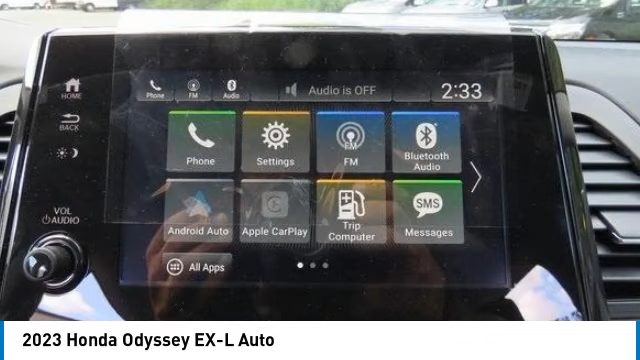 HOME
Phone
FM
Audio
Audio is OFF
2:33
BACK
Phone
Settings
FM
FM
Bluetooth
Audio
VOL
AUDIO
Android Auto
Apple CarPlay
Trip
Computer
SMS
Messages
All Apps
2023 Honda Odyssey EX-L Auto